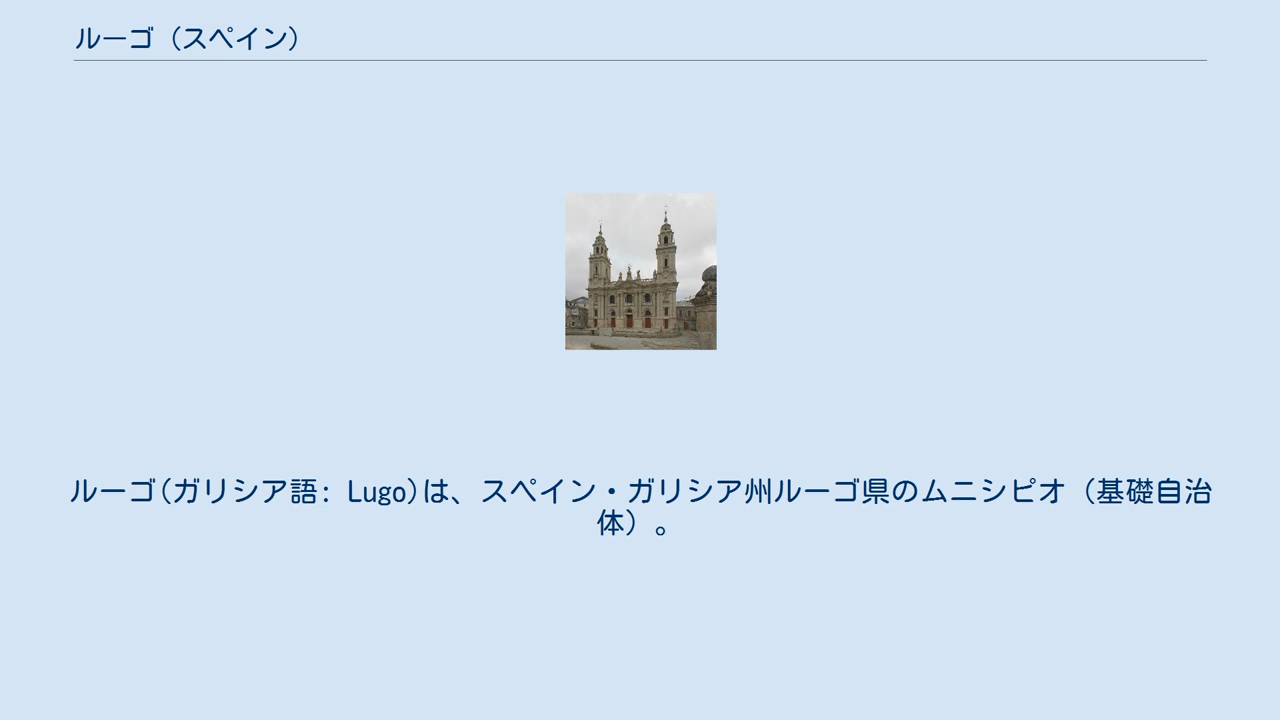 ルーゴ（スペイン）
ルーゴ(ガリシア語: Lugo)は、スペイン・ガリシア州ルーゴ県のムニシピオ（基礎自治
体）。